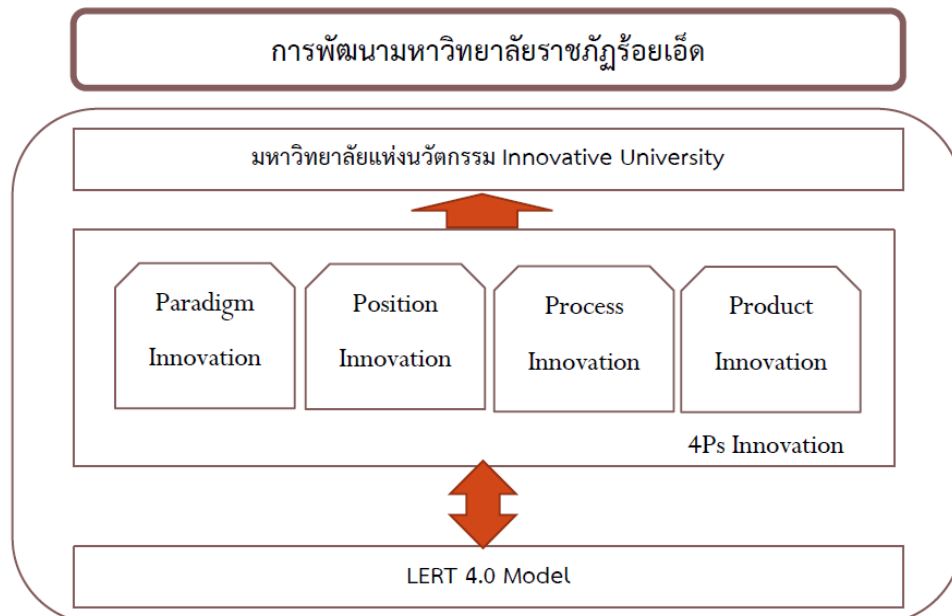 การพัฒนามหาวิทยาลัยราชภัฏร้อยเอ็ด
มหาวิทยาลัยแห่งนวัตกรรม Innovative University
Paradigm
Innovation
Position
Innovation
Process
Innovation
Product
Innovation
4Ps Innovation
LERT 4.0 Model